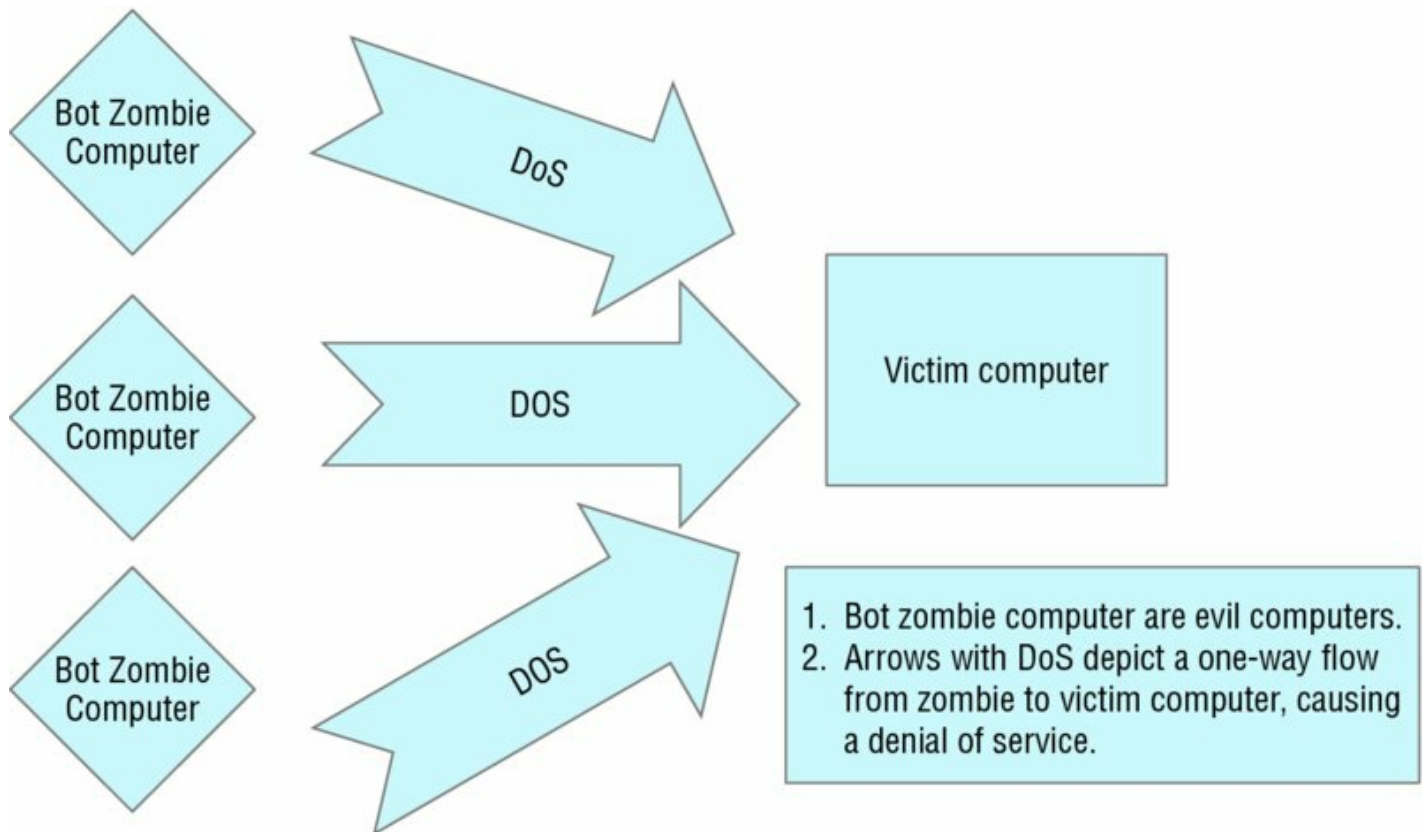 Bot Zombie
Computer
DoS
Bot Zombie
Computer
DOS
Victim computer
Bot Zombie
Computer
DOS
1. Bot zombie computer are evil computers.
2. Arrows with DoS depict a one-way flow
from zombie to victim computer, causing
a denial of service.